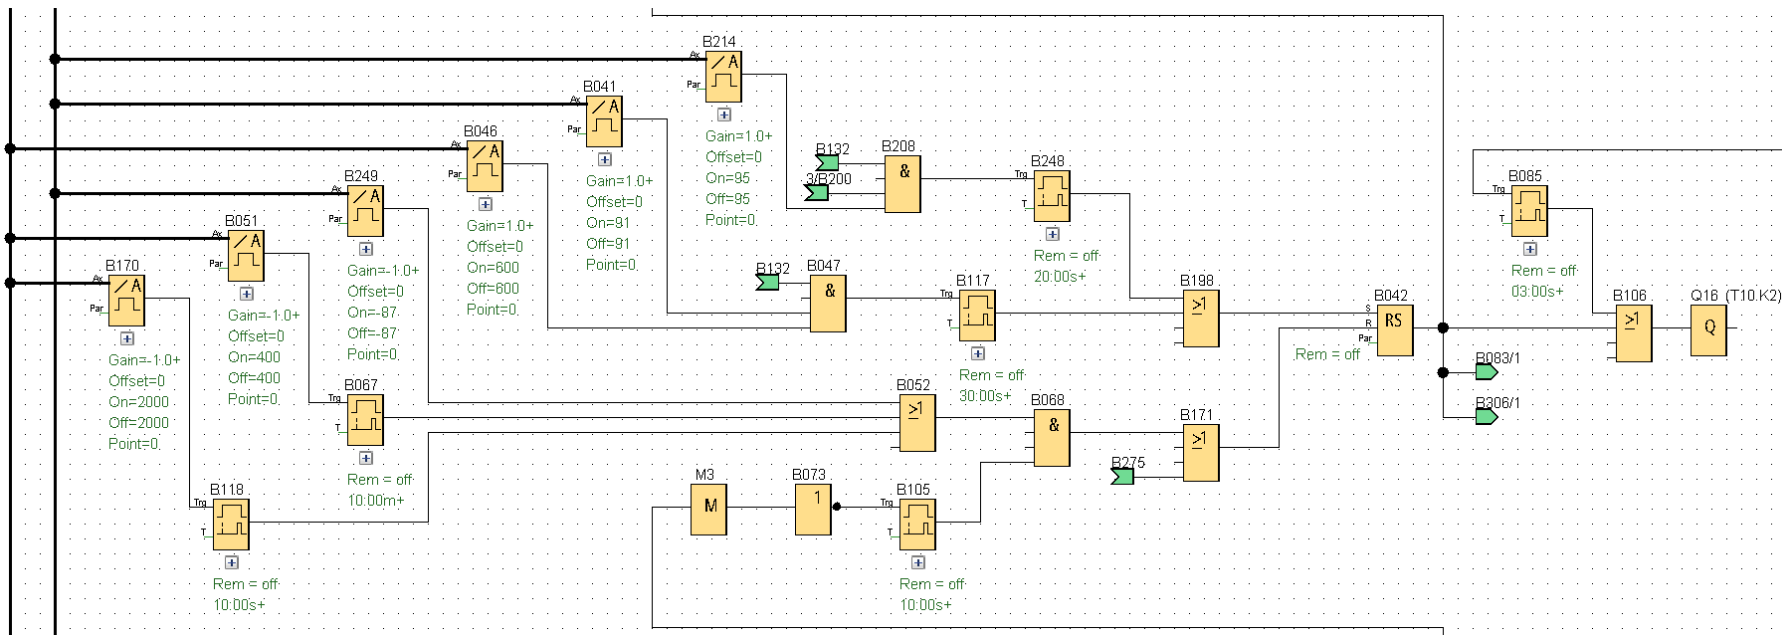 B214
Ax
Par
Gain=1.0+
Offset=0
On=95
Off=95
Point=0
B041
Ax
Par
Gain=1.0+
Offset=0
On=91
Off=91
Point=0
B046
Ax
Par
Gain=1.0+
Offset=0
On=600
Off=600
Point=0
B249
Ax
Par
Gain=-1.0+
Offset=0
On=-87
Off=-87
Point=0
B051
Ax
Par
Gain=-1.0+
Offset=0
On=400
Off=400
Point=0
B170
Ax
Par
Gain=-1.0+
Offset=0
On=2000
Off=2000
Point=0
B132
3/B200
B208
&
B248
Trg
T
Rem = off
20:00s+
B132
B047
&
B117
Trg
T
Rem = off
30:00s+
B198
≥1
B042
S
R
Par
RS
Rem = off
B085
Trg
T
Rem = off
03:00s+
B106
≥1
Q16 (T10.K2)
Q
B083/1
B306/1
B067
Trg
T
Rem = off
10:00m+
B052
≥1
B068
&
B171
≥1
B275
B118
Trg
T
Rem = off
10:00s+
M3
M
B073
1
B105
Trg
T
Rem = off
10:00s+